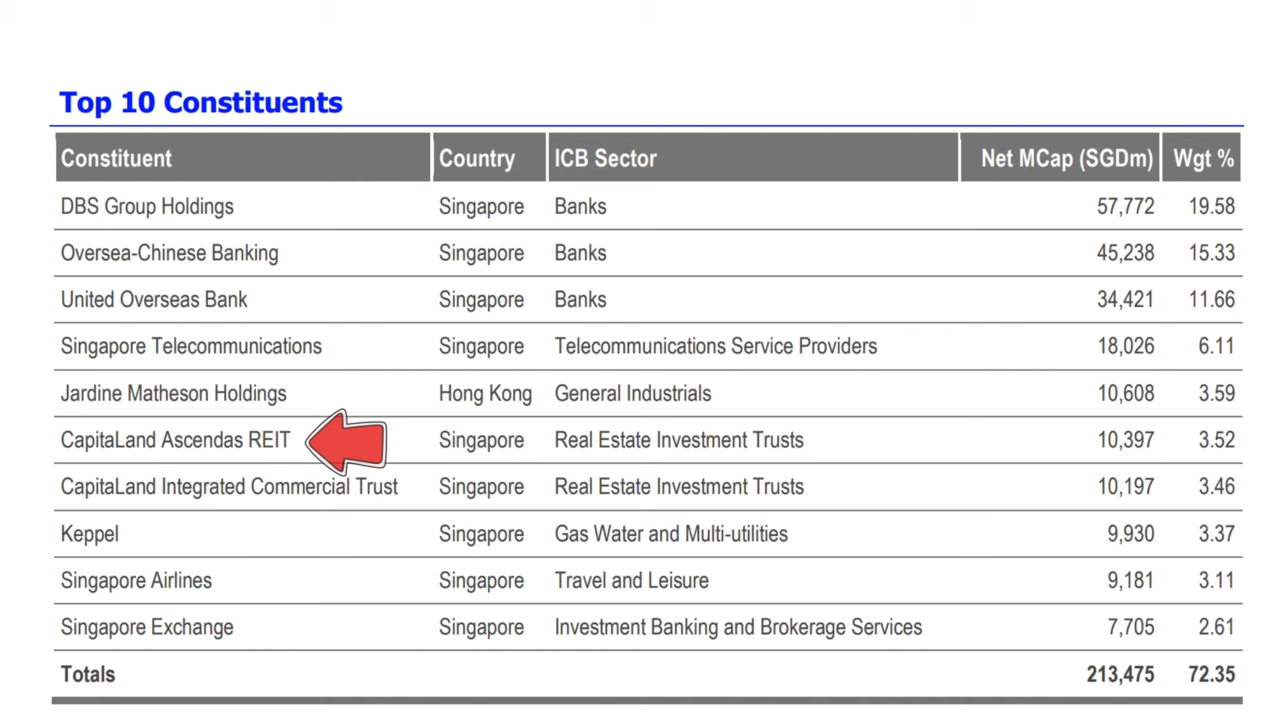 Top 10 Constituents
Constituent Country ICB Sector Net MCap (SGDm) Wgt %
DBS Group Holdings Singapore Banks 57,772 19.58
Oversea-Chinese Banking Singapore Banks 45,238 15.33
United Overseas Bank Singapore Banks 34,421 11.66
Singapore Telecommunications Singapore Telecommunications Service Providers 18,026 6.11
Jardine Matheson Holdings Hong Kong General Industrials 10,608 3.59
CapitaLand Ascendas REIT Singapore Real Estate Investment Trusts 10,397 3.52
CapitaLand Integrated Commercial Trust Singapore Real Estate Investment Trusts 10,197 3.46
Keppel Singapore Gas Water and Multi-utilities 9,930 3.37
Singapore Airlines Singapore Travel and Leisure 9,181 3.11
Singapore Exchange Singapore Investment Banking and Brokerage Services 7,705 2.61
Totals 213,475 72.35